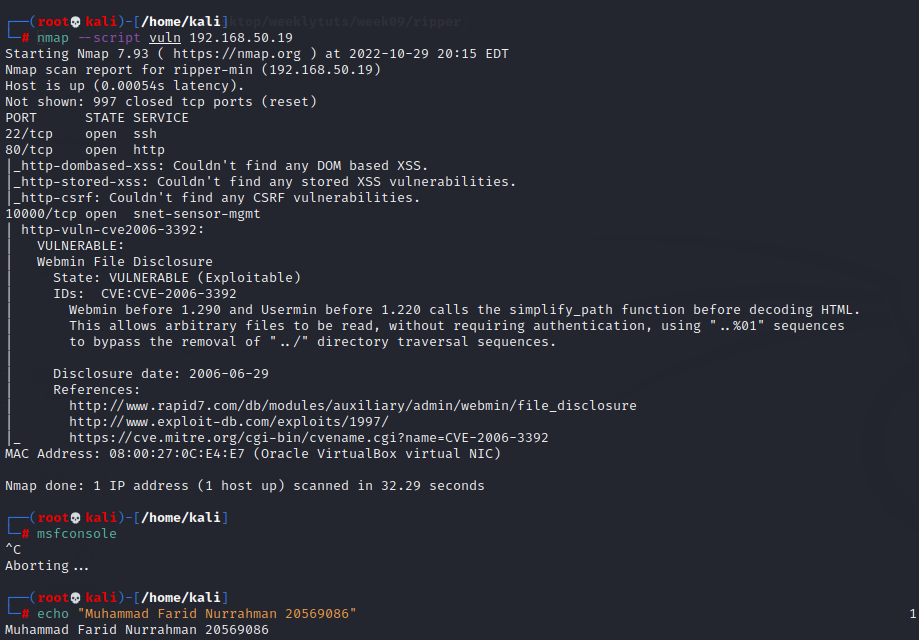 ┌──(root💀kali)-[/home/kali]ktop/weeklytuts/week09/ripper
└─# nmap --script vuln 192.168.50.19
Starting Nmap 7.93 ( https://nmap.org ) at 2022-10-29 20:15 EDT
Nmap scan report for ripper-min (192.168.50.19)
Host is up (0.00054s latency).
Not shown: 997 closed tcp ports (reset)
PORT      STATE SERVICE
22/tcp    open  ssh
80/tcp    open  http
|_http-dombased-xss: Couldn't find any DOM based XSS.
|_http-stored-xss: Couldn't find any stored XSS vulnerabilities.
|_http-csrf: Couldn't find any CSRF vulnerabilities.
10000/tcp open  snet-sensor-mgmt
| http-vuln-cve2006-3392:
|   VULNERABLE:
|   Webmin File Disclosure
|     State: VULNERABLE (Exploitable)
|     IDs:  CVE:CVE-2006-3392
|       Webmin before 1.290 and Usermin before 1.220 calls the simplify_path function before decoding HTML.
|       This allows arbitrary files to be read, without requiring authentication, using "..%01" sequences
|       to bypass the removal of "../" directory traversal sequences.
|
|     Disclosure date: 2006-06-29
|     References:
|       http://www.rapid7.com/db/modules/auxiliary/admin/webmin/file_disclosure
|       http://www.exploit-db.com/exploits/1997/
|_      https://cve.mitre.org/cgi-bin/cvename.cgi?name=CVE-2006-3392
MAC Address: 08:00:27:0C:E4:E7 (Oracle VirtualBox virtual NIC)
Nmap done: 1 IP address (1 host up) scanned in 32.29 seconds
┌──(root💀kali)-[/home/kali]
└─# msfconsole
^C
Aborting...
┌──(root💀kali)-[/home/kali]
└─# echo "Muhammad Farid Nurrahman 20569086" 1
Muhammad Farid Nurrahman 20569086